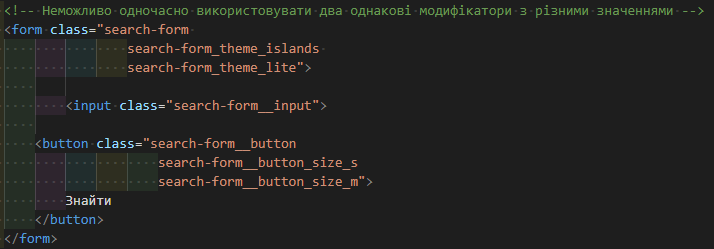 <!-- Неможливо одночасно використовувати два однакові модифікатори з різними значеннями -->
<form class="search-form
search-form_theme_islands
search-form_theme_lite">
<input class="search-form__input">
<button class="search-form__button
search-form__button_size_s
search-form__button_size_m">
Знайти
</button>
</form>